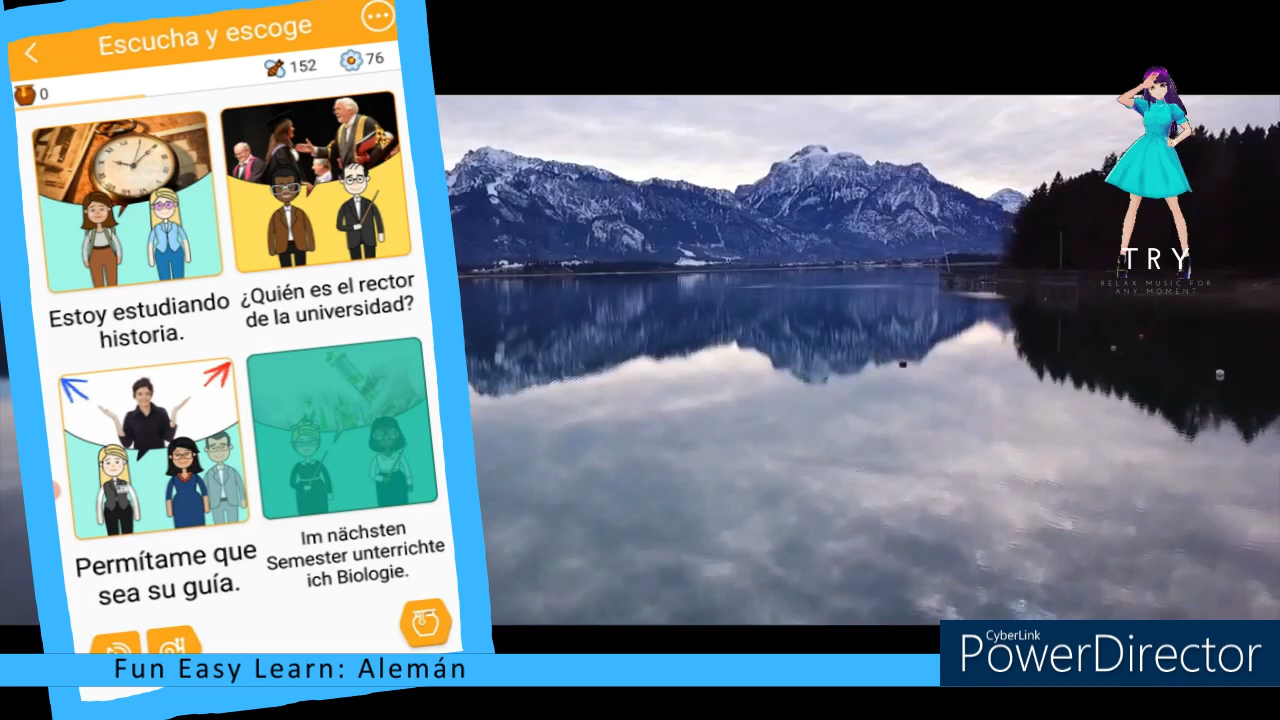 Escucha y escoge
152
76
0
Estoy estudiando
historia.
¿Quién es el rector
de la universidad?
Permítame que
sea su guía.
Im nächsten
Semester unterrichte
ich Biologie.
Fun Easy Learn: Alemán
TRY
RELAX MUSIC FOR
ANY MOMENT
CyberLink
PowerDirector